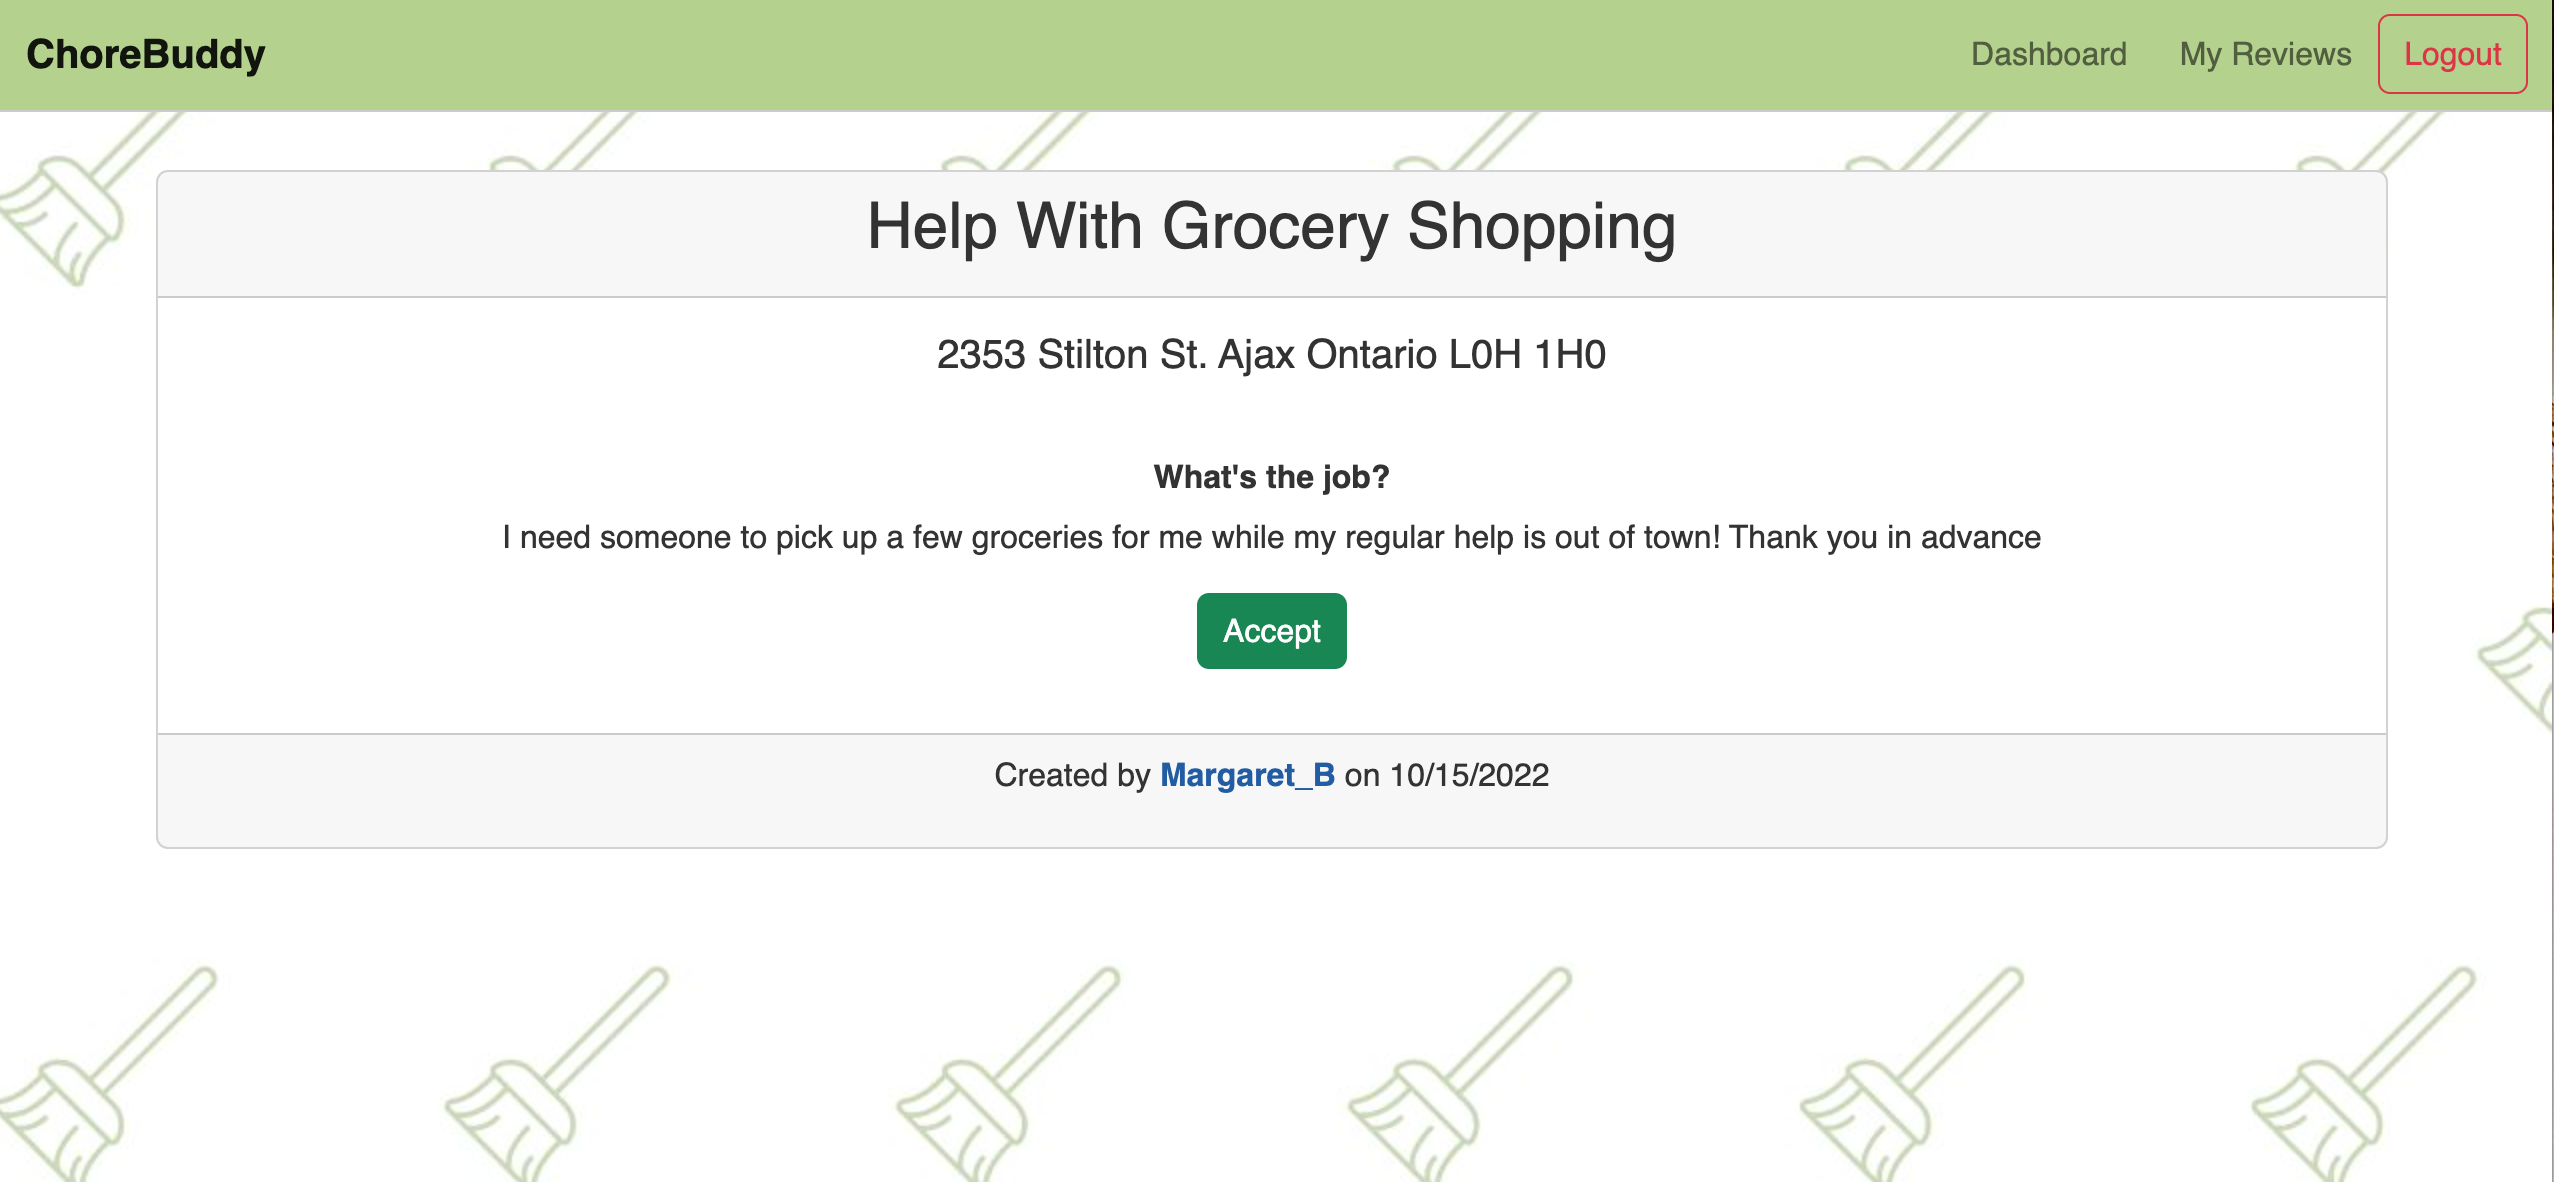 ChoreBuddy
Dashboard
My Reviews
Logout
Help With Grocery Shopping
2353 Stilton St. Ajax Ontario L0H 1H0
What's the job?
I need someone to pick up a few groceries for me while my regular help is out of town! Thank you in advance
Accept
Created by Margaret_B on 10/15/2022